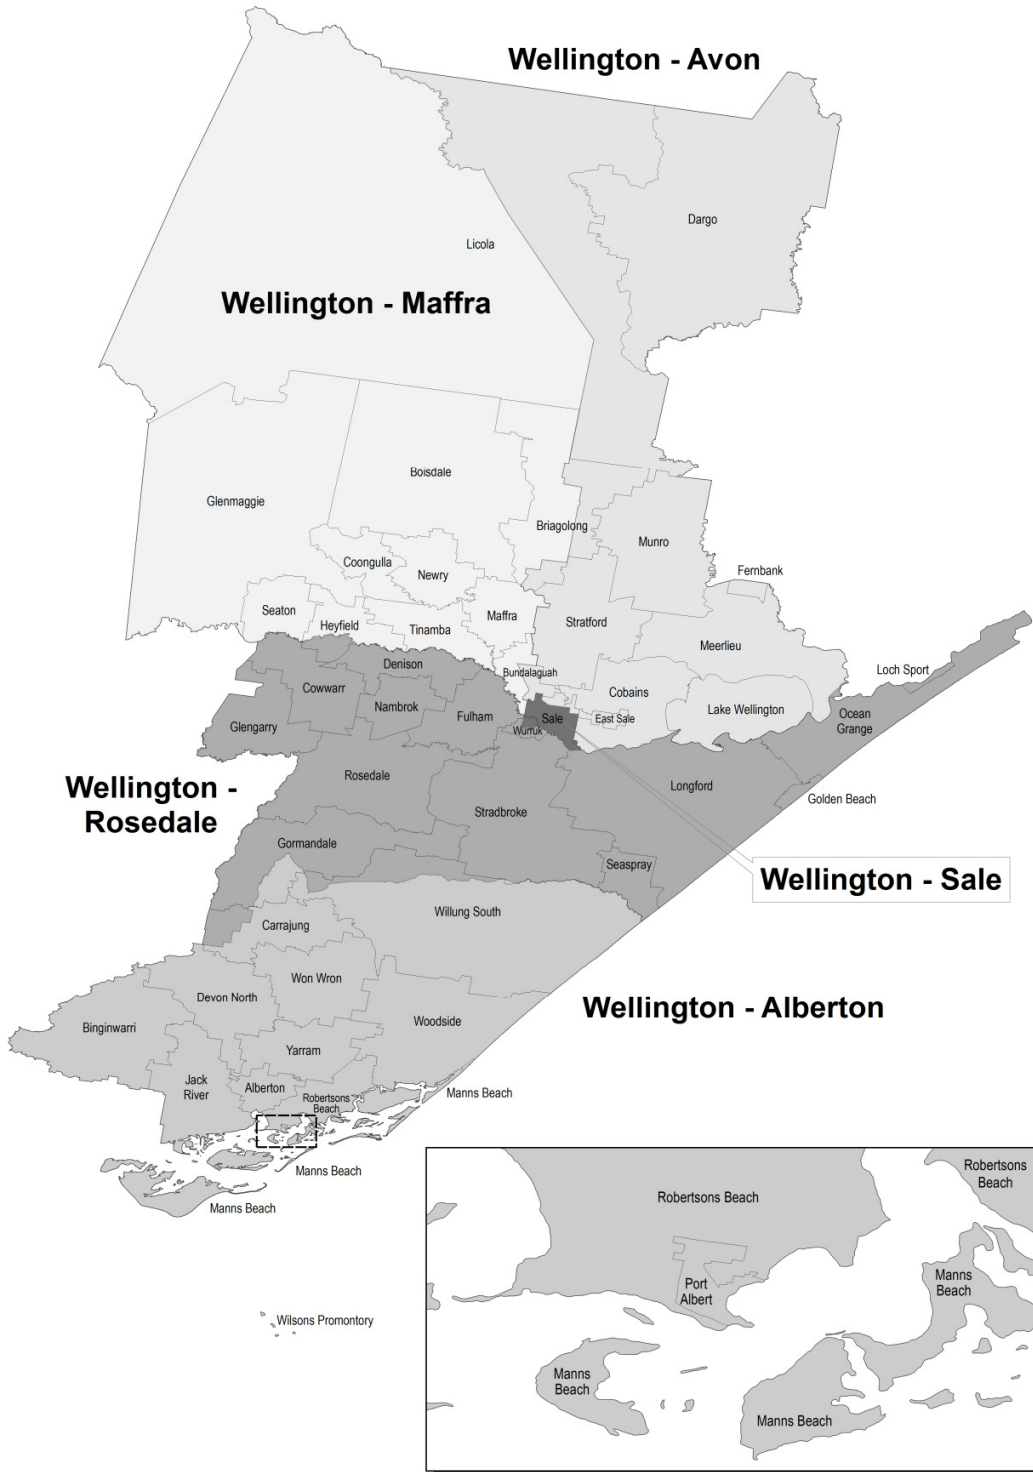 Wellington - Avon
Dargo
Licola
Wellington - Maffra
Boisdale
Glenmaggie
Briagolong
Munro
Coongulla
Newry
Fernbank
Seaton
Heyfield
Tinamba
Maffra
Stratford
Meerlieu
Denison
Bundalaguah
Loch Sport
Cowwarr
Cobains
Nambrok
Lake Wellington
Glengarry
Fulham
Sale
East Sale
Ocean
Grange
Wurruk
Wellington -
Rosedale
Rosedale
Longford
Golden Beach
Stradbroke
Gormandale
Seaspray
Wellington - Sale
Willung South
Carrajung
Won Wron
Devon North
Wellington - Alberton
Binginwarri
Woodside
Yarram
Jack
River
Alberton
Robertsons
Beach
Manns Beach
Manns Beach
Manns Beach
Wilsons Promontory
Robertsons Beach
Robertsons
Beach
Port
Albert
Manns
Beach
Manns
Beach
Manns Beach